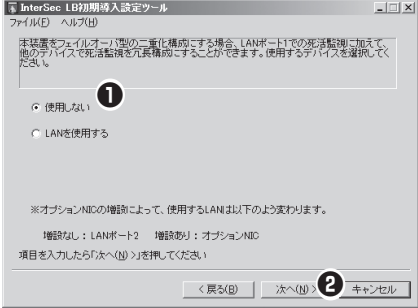 InterSec LB初期導入設定ツール
ファイル(F) ヘルプ(H)
本装置をフェイルオーバ型の二重化構成にする場合、LANポート1での死活監視に加えて、
他のデバイスで死活監視を冗長構成にすることができます。使用するデバイスを選択してく
ださい。
使用しない
❶
LANを使用する
※オプションNICの増設によって、使用するLANは以下のよう変わります。
増設なし : LANポート2 増設あり : オプションNIC
項目を入力したら「次へ(N) >」を押してください
< 戻る(B) 次へ(N) > ❷ キャンセル